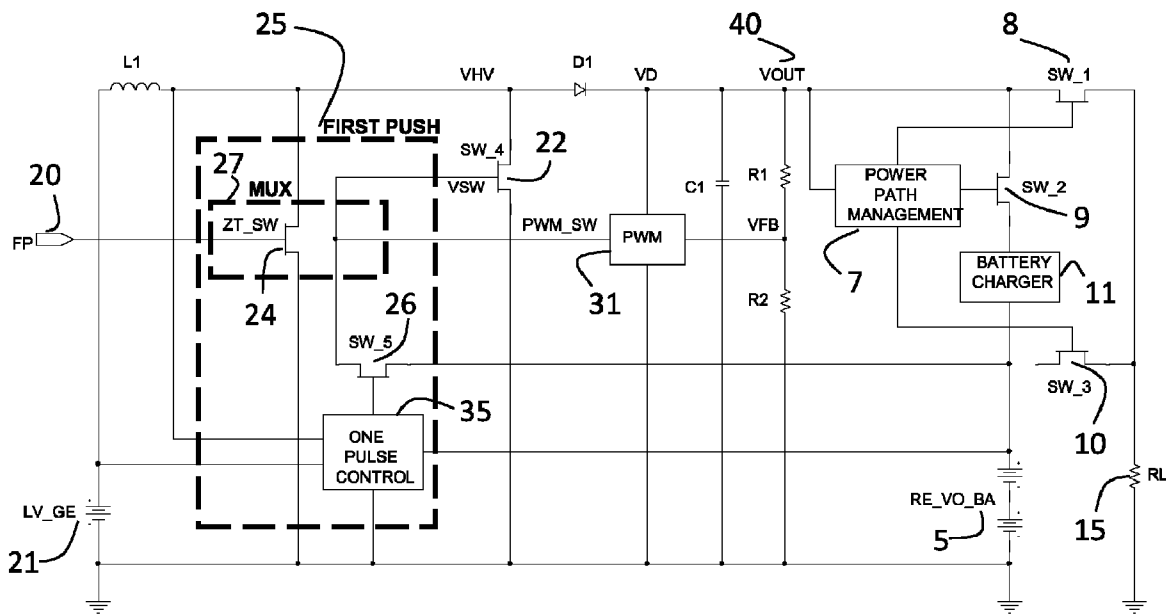 25
40
8
L1
VHV
D1
VD
VOUT
SW_1
FIRST PUSH
27
MUX
SW_4
22
VSW
20
FP
ZT_SW
24
PWM_SW
PWM
31
C1
R1
VFB
R2
POWER
PATH
MANAGEMENT
7
SW_2
9
BATTERY
CHARGER
11
26
SW_5
SW_3
10
35
ONE
PULSE
CONTROL
LV_GE
21
RE_VO_BA
5
RL
15